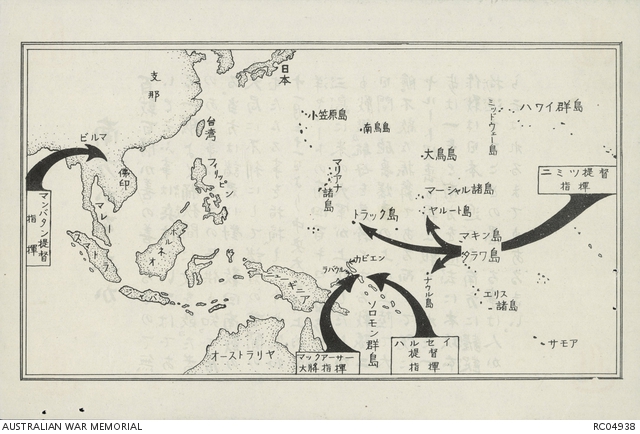 日本
支那
ハワイ群島
ミッドウェー島
小笠原島
南鳥島
台湾
ビルマ
佛印
大鳥島
フィリッピン
マリアナ
諸島
マーシャル諸島
ニミツ提督
指揮
マンバタン提督
指揮
マレー
トラック島
ヤルート島
ボルネオ
マキン島
タラワ島
スマトラ
カビエン
ラバウル
ニューギニア
ナウル島
エリス
諸島
ジャバ
ソロモン群島
サモア
オーストラリヤ
マックアーサー
大將指揮
ハルゼイ
提督
指揮
AUSTRALIAN WAR MEMORIAL
RC04938